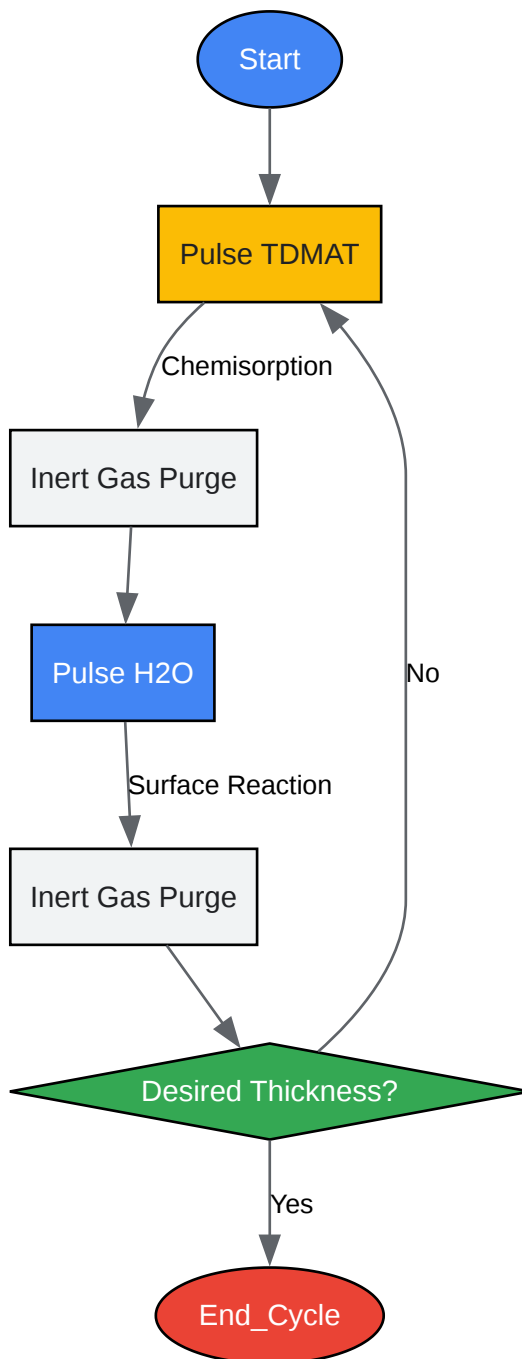 Start
Pulse TDMAT
Chemisorption
Inert Gas Purge
Pulse H2O
No
Surface Reaction
Inert Gas Purge
Desired Thickness?
Yes
End_Cycle